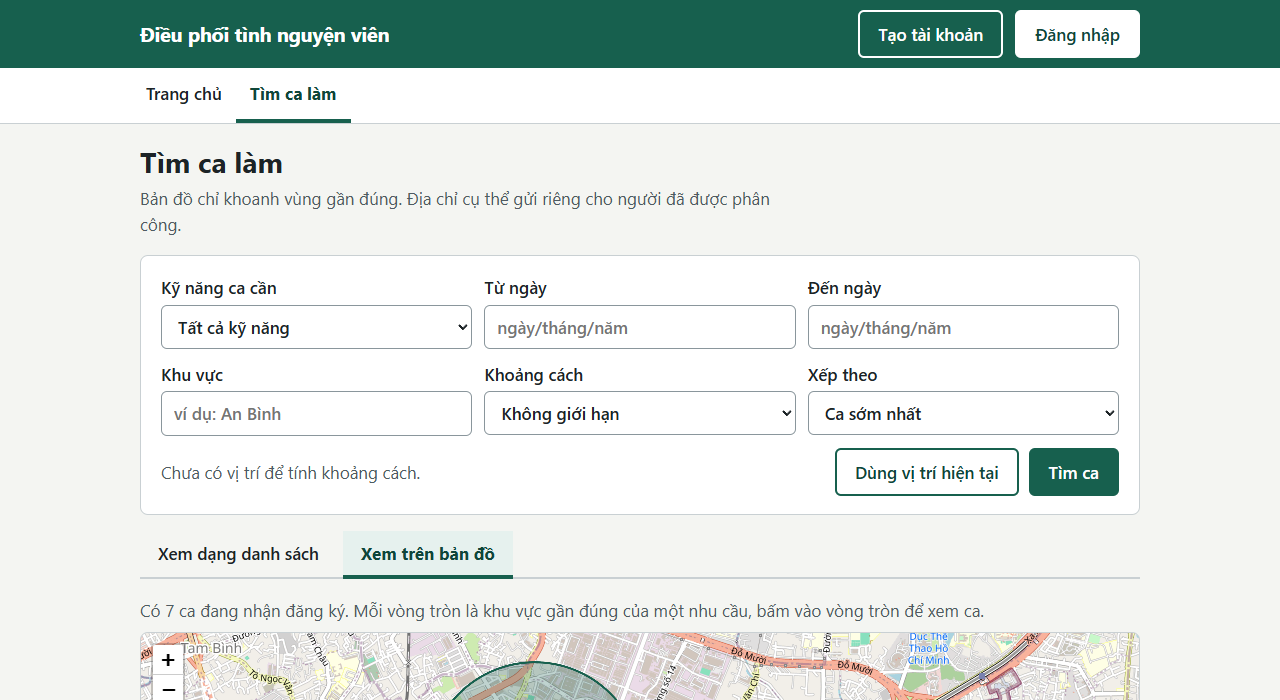 Điều phối tình nguyện viên
Tạo tài khoản
Đăng nhập
Trang chủ
Tìm ca làm
Tìm ca làm
Bản đồ chỉ khoanh vùng gần đúng. Địa chỉ cụ thể gửi riêng cho người đã được phân
công.
Kỹ năng ca cần
Từ ngày
Đến ngày
Tất cả kỹ năng
ngày/tháng/năm
ngày/tháng/năm
Khu vực
Khoảng cách
Xếp theo
ví dụ: An Bình
Không giới hạn
Ca sớm nhất
Chưa có vị trí để tính khoảng cách.
Dùng vị trí hiện tại
Tìm ca
Xem dạng danh sách
Xem trên bản đồ
Có 7 ca đang nhận đăng ký. Mỗi vòng tròn là khu vực gần đúng của một nhu cầu, bấm vào vòng tròn để xem ca.
+
−
Tam Bình
Tô Ngọc Vân
Đỗ Mười
Đỗ Mười
Dục Thể
Thao Hồ
Chí Minh